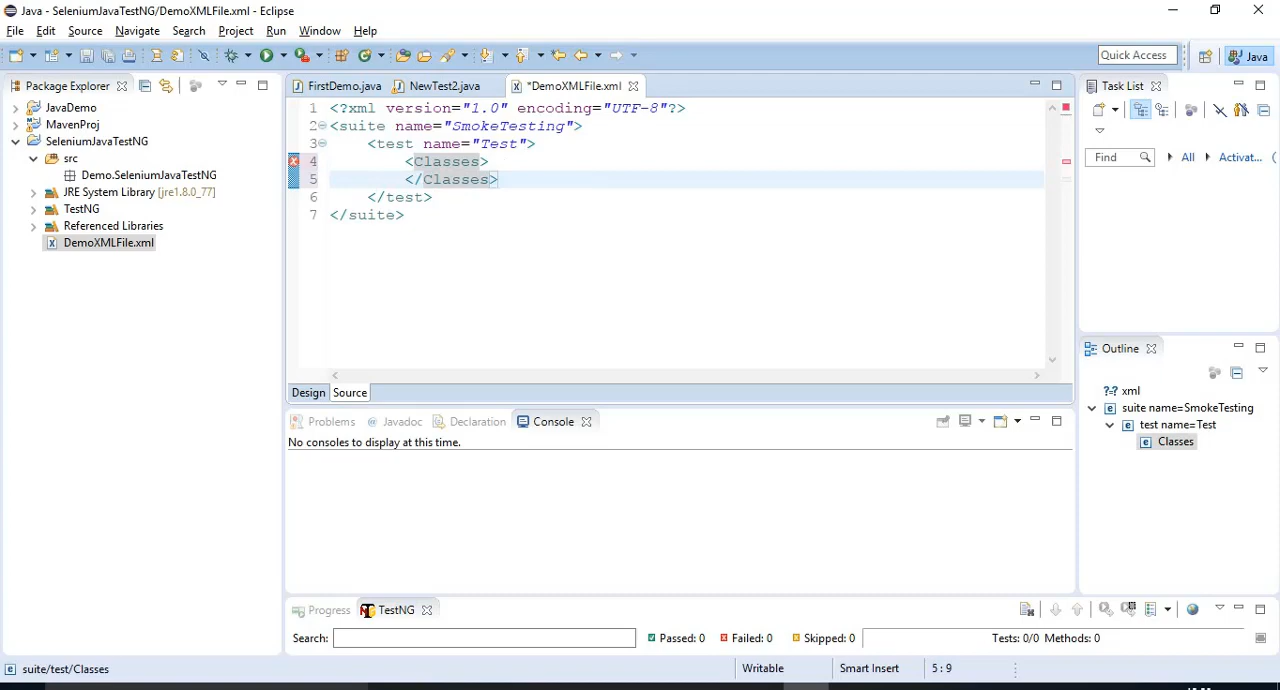 Java - SeleniumJavaTestNG/DemoXMLFile.xml - Eclipse
File Edit Source Navigate Search Project Run Window Help
Quick Access
Java
Package Explorer
JavaDemo
MavenProj
SeleniumJavaTestNG
src
Demo.SeleniumJavaTestNG
JRE System Library [jre1.8.0_77]
TestNG
Referenced Libraries
DemoXMLFile.xml
FirstDemo.java NewTest2.java *DemoXMLFile.xml
1 <?xml version="1.0" encoding="UTF-8"?>
2 <suite name="SmokeTesting">
3 <test name="Test">
4 <Classes>
5 </Classes>
6 </test>
7 </suite>
Design Source
Task List
Find All Activat...
Outline
?-? xml
suite name=SmokeTesting
test name=Test
Classes
Problems @ Javadoc Declaration Console
No consoles to display at this time.
Progress TestNG
Search: Passed: 0 Failed: 0 Skipped: 0 Tests: 0/0 Methods: 0
suite/test/Classes Writable Smart Insert 5 : 9